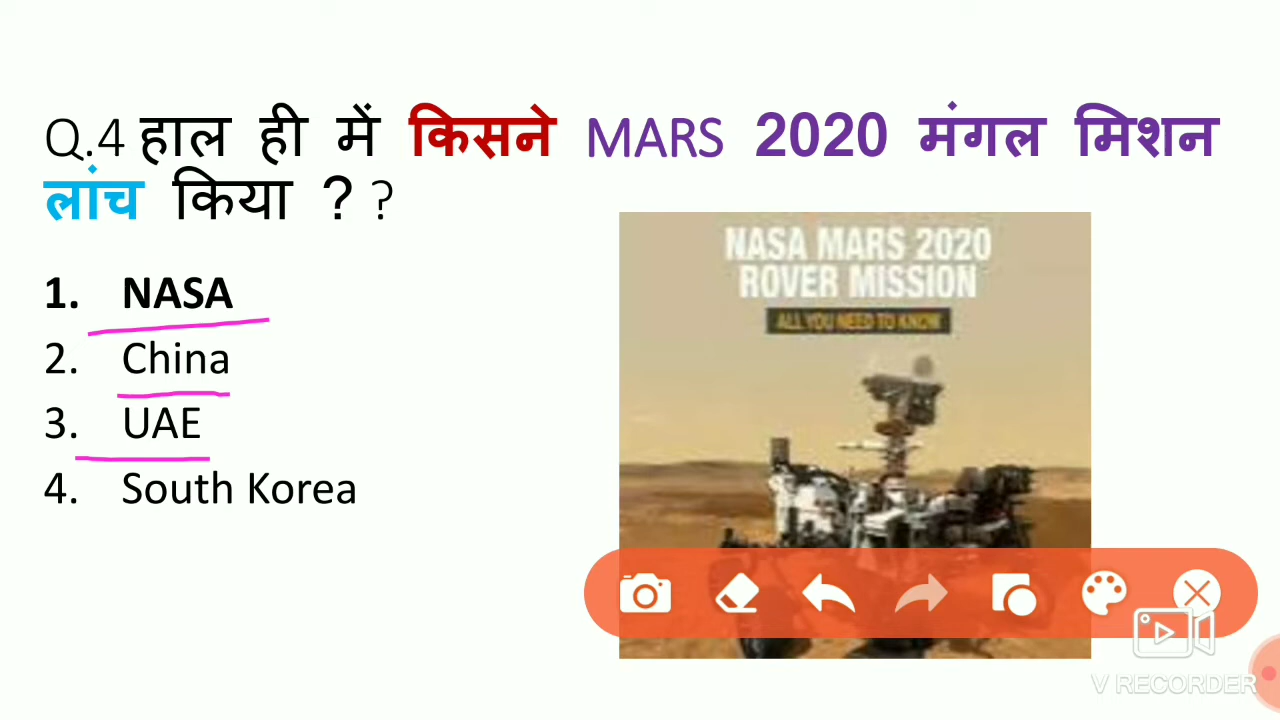 Q.4 हाल ही में किसने MARS 2020 मंगल मिशन
लांच किया ? ?
1. NASA
2. China
3. UAE
4. South Korea
NASA MARS 2020
ROVER MISSION
ALL YOU NEED TO KNOW
V RECORDER